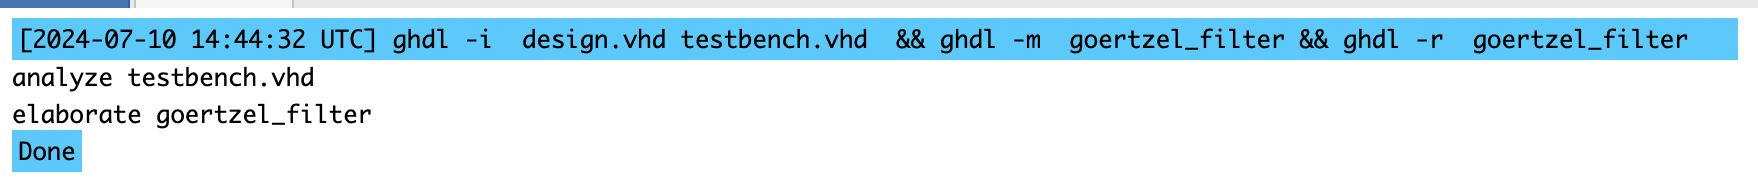 [2024-07-10 14:44:32 UTC] ghdl -i  design.vhd testbench.vhd  && ghdl -m  goertzel_filter && ghdl -r  goertzel_filter
analyze testbench.vhd
elaborate goertzel_filter
Done